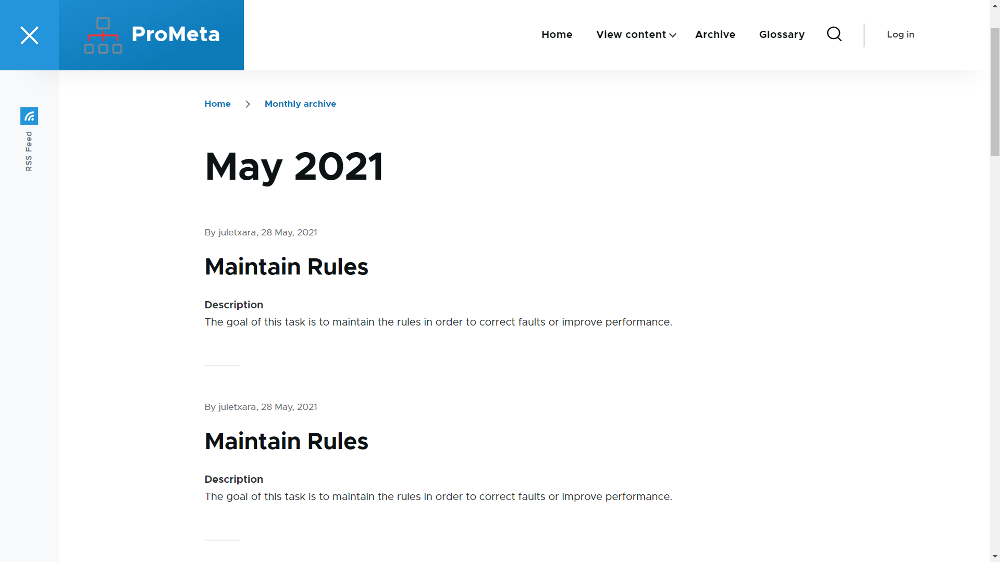 ProMeta
Home
View content
Archive
Glossary
Log in
RSS Feed
Home
Monthly archive
May 2021
By juletxara, 28 May, 2021
Maintain Rules
Description
The goal of this task is to maintain the rules in order to correct faults or improve performance.
By juletxara, 28 May, 2021
Maintain Rules
Description
The goal of this task is to maintain the rules in order to correct faults or improve performance.